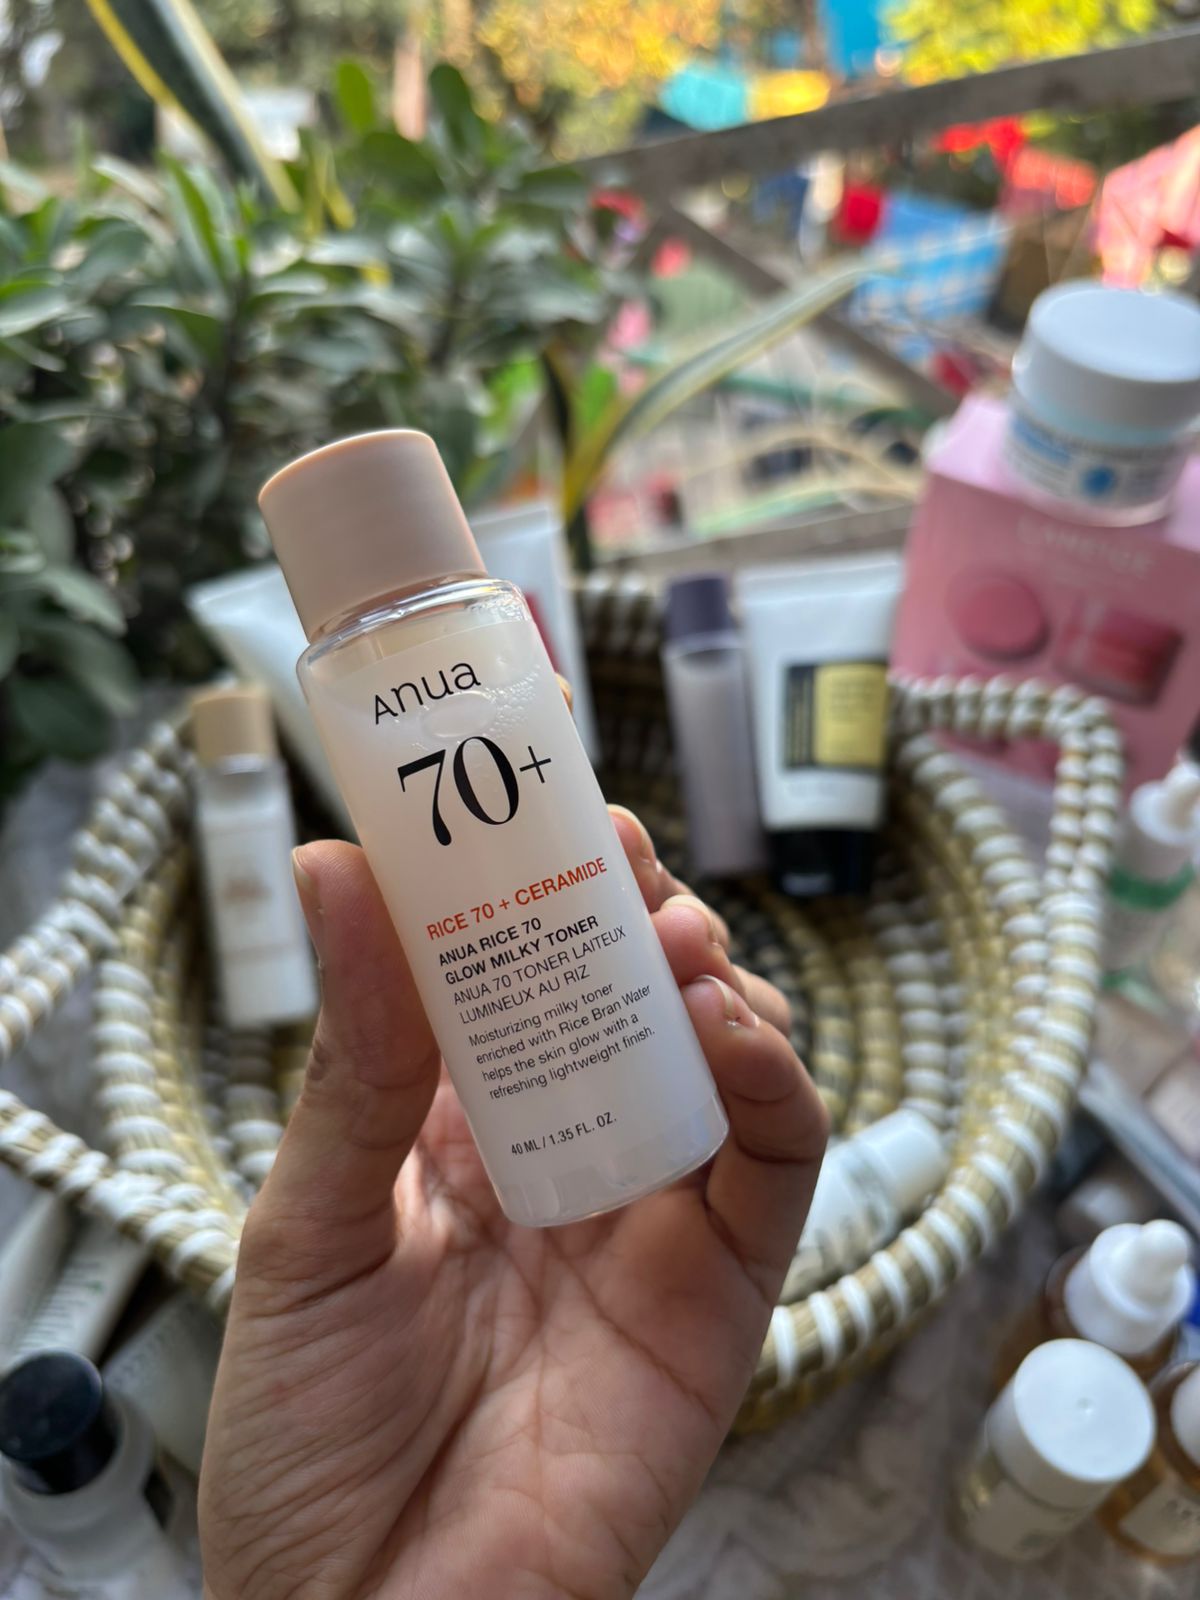 Anua
70+
RICE 70 + CERAMIDE
ANUA RICE 70
GLOW MILKY TONER
ANUA 70 TONER LAITEUX
LUMINEUX AU RIZ
Moisturizing milky toner
enriched with Rice Bran Water
helps the skin glow with a
refreshing lightweight finish.
40 ML / 1.35 FL. OZ.
LANEIGE